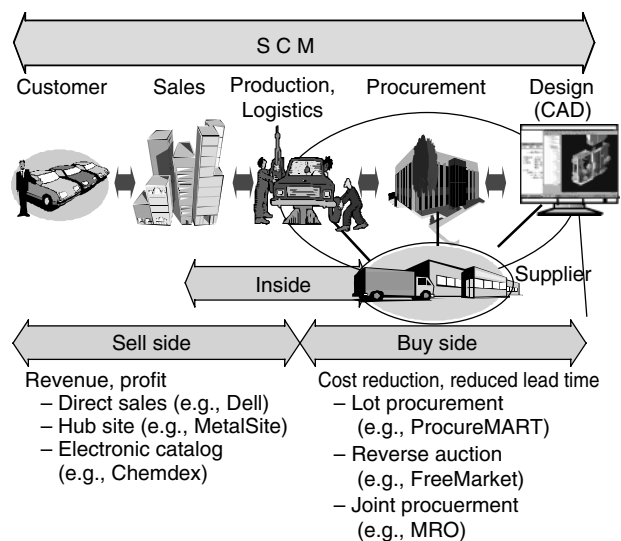 S C M
Customer
Sales
Production,
Logistics
Procurement
Design
(CAD)
Inside
Supplier
Sell side
Buy side
Revenue, profit
– Direct sales (e.g., Dell)
– Hub site (e.g., MetalSite)
– Electronic catalog
(e.g., Chemdex)
Cost reduction, reduced lead time
– Lot procurement
(e.g., ProcureMART)
– Reverse auction
(e.g., FreeMarket)
– Joint procuerment
(e.g., MRO)